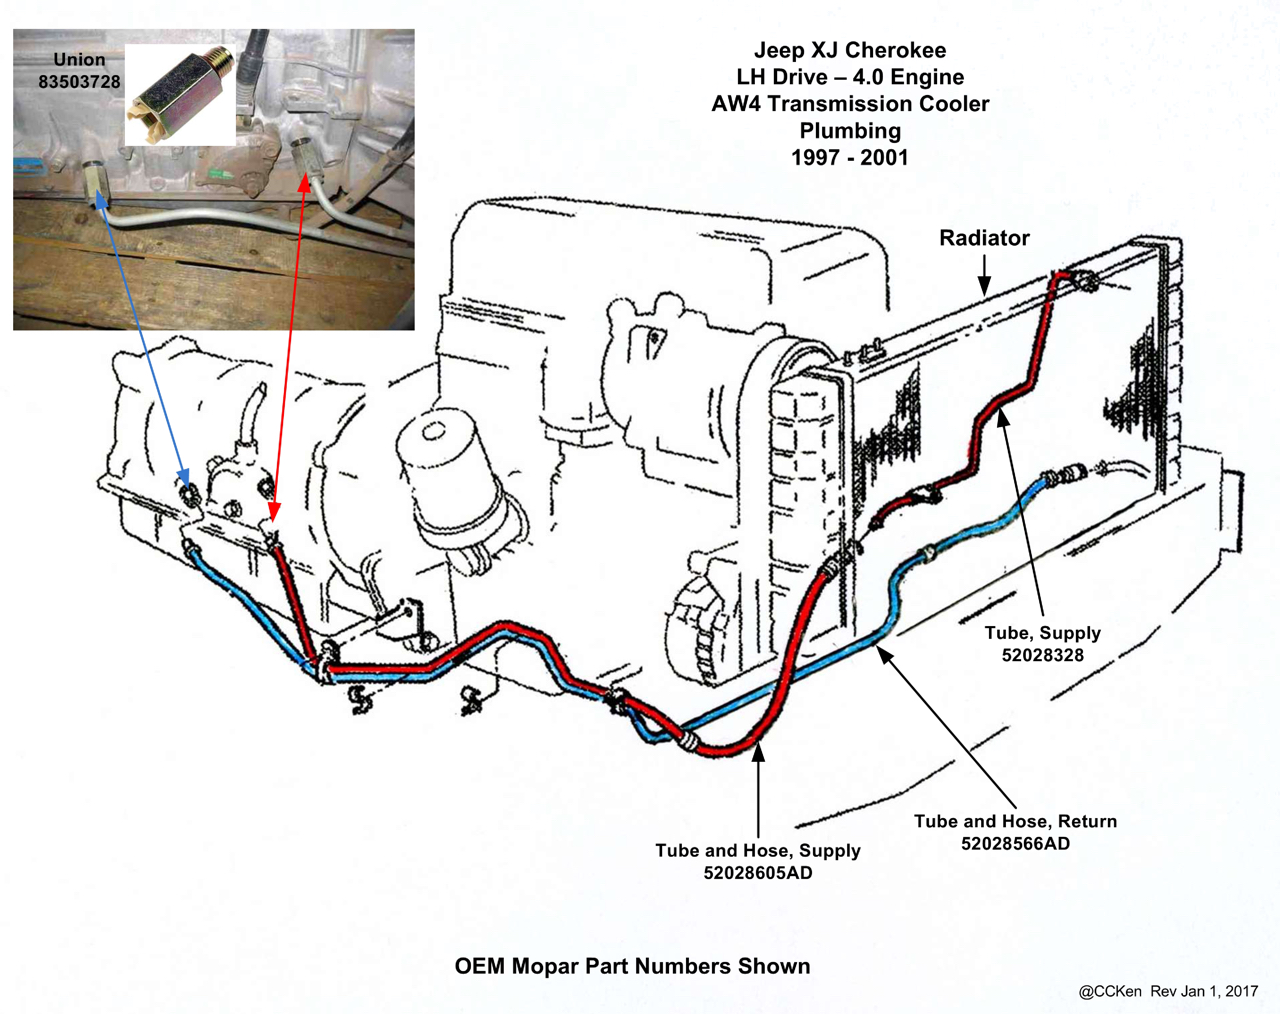 Union
83503728
Jeep XJ Cherokee
LH Drive – 4.0 Engine
AW4 Transmission Cooler
Plumbing
1997 - 2001
Radiator
Tube, Supply
52028328
Tube and Hose, Return
52028566AD
Tube and Hose, Supply
52028605AD
OEM Mopar Part Numbers Shown
@CCKen Rev Jan 1, 2017